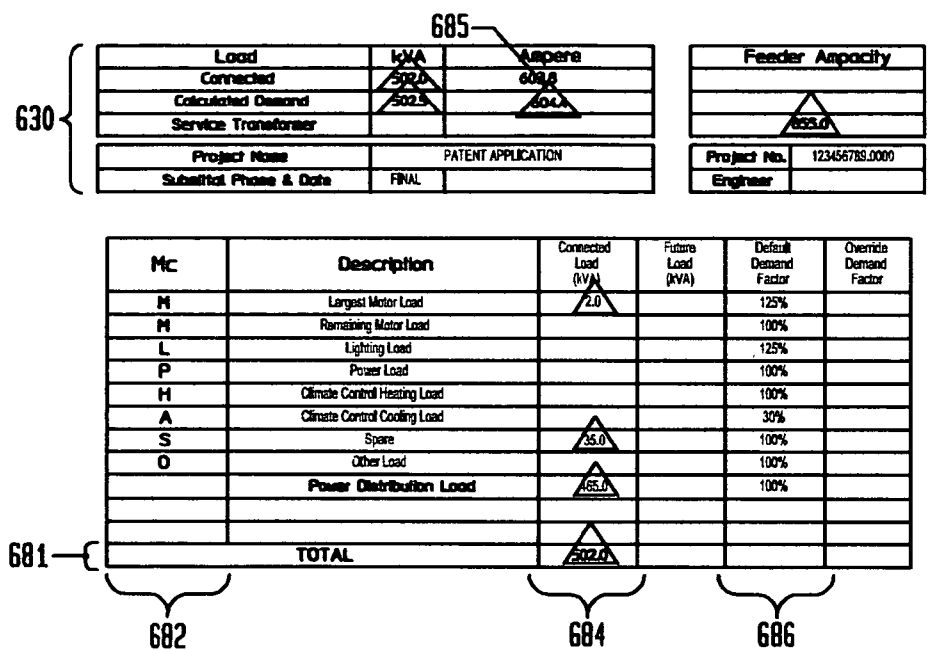 685
630
Load kVA Ampere Feeder Ampacity
Connected 502.0 603.8
Calculated Demand 502.5 604.4
Service Transformer
Project Name PATENT APPLICATION Project No. 123456789.0000
Submittal Phase & Date FINAL Engineer
Mc Description Connected Load (kVA) Future Load (kVA) Default Demand Factor Override Demand Factor
M Largest Motor Load 2.0 125%
M Remaining Motor Load 100%
L Lighting Load 125%
P Power Load 100%
H Climate Control Heating Load 100%
A Climate Control Cooling Load 30%
S Spare 35.0 100%
O Other Load 100%
Power Distribution Load 465.0 100%
681 TOTAL 502.0
682 684 686